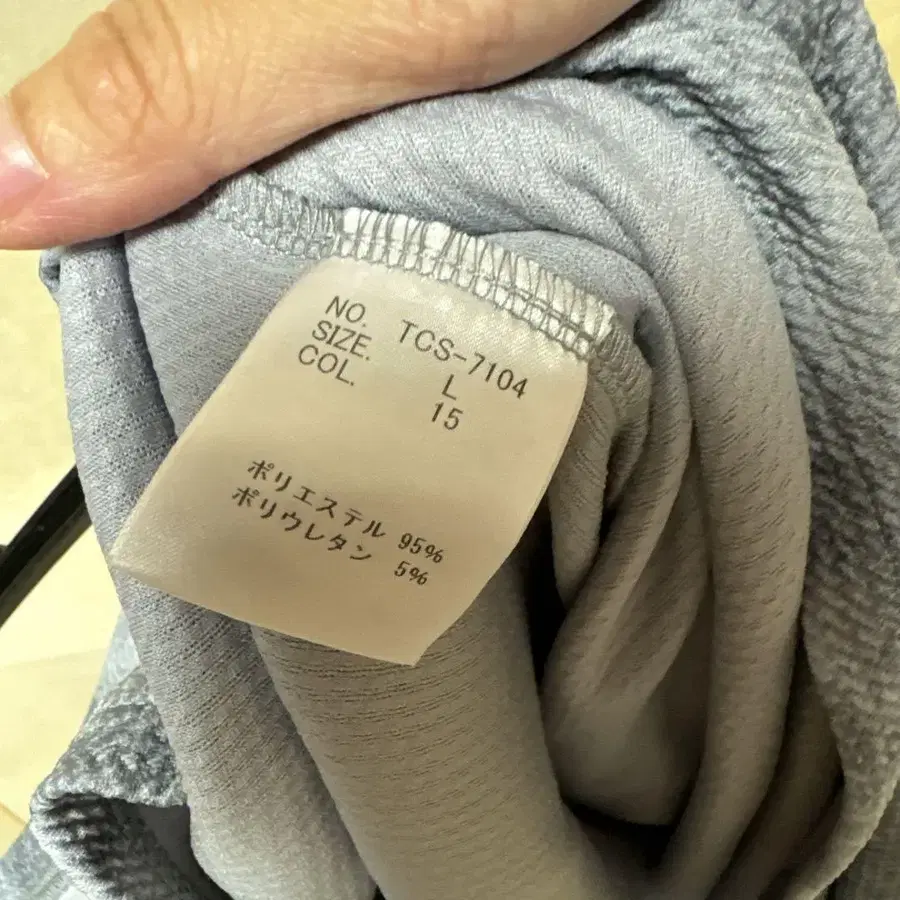 NO. TCS-7104
SIZE. L
COL. 15
ポリエステル 95%
ポリウレタン 5%